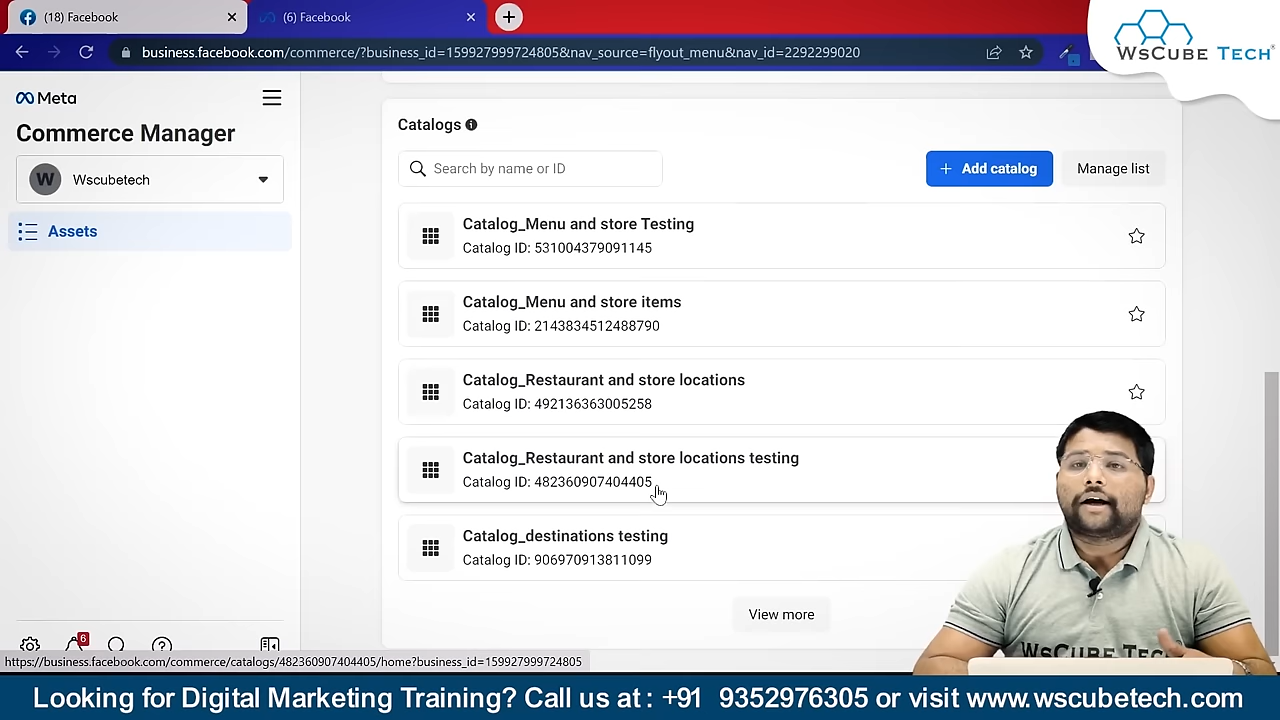 (18) Facebook
(6) Facebook
business.facebook.com/commerce/?business_id=159927999724805&nav_source=flyout_menu&nav_id=2292299020
WsCube Tech
Meta
Commerce Manager
W Wscubetech
Assets
Catalogs
Search by name or ID
+ Add catalog
Manage list
Catalog_Menu and store Testing
Catalog ID: 531004379091145
Catalog_Menu and store items
Catalog ID: 2143834512488790
Catalog_Restaurant and store locations
Catalog ID: 492136363005258
Catalog_Restaurant and store locations testing
Catalog ID: 482360907404405
Catalog_destinations testing
Catalog ID: 906970913811099
View more
6
https://business.facebook.com/commerce/catalogs/482360907404405/home?business_id=159927999724805
WsCube Tech
Looking for Digital Marketing Training? Call us at : +91 9352976305 or visit www.wscubetech.com